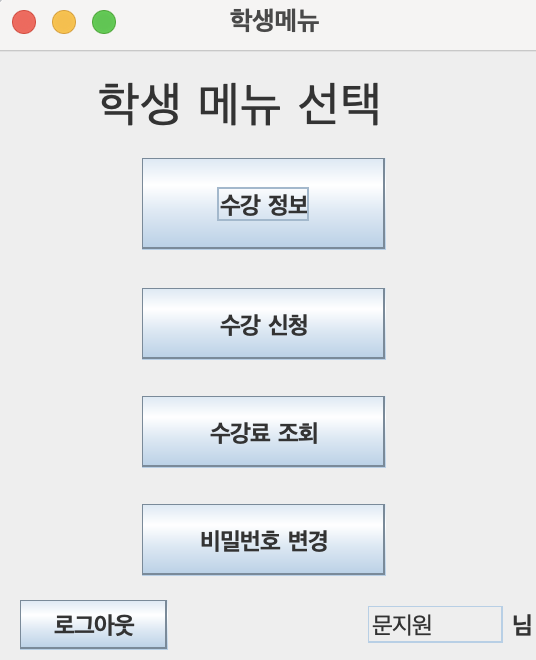 학생메뉴
학생 메뉴 선택
수강 정보
수강 신청
수강료 조회
비밀번호 변경
로그아웃
문지원 님